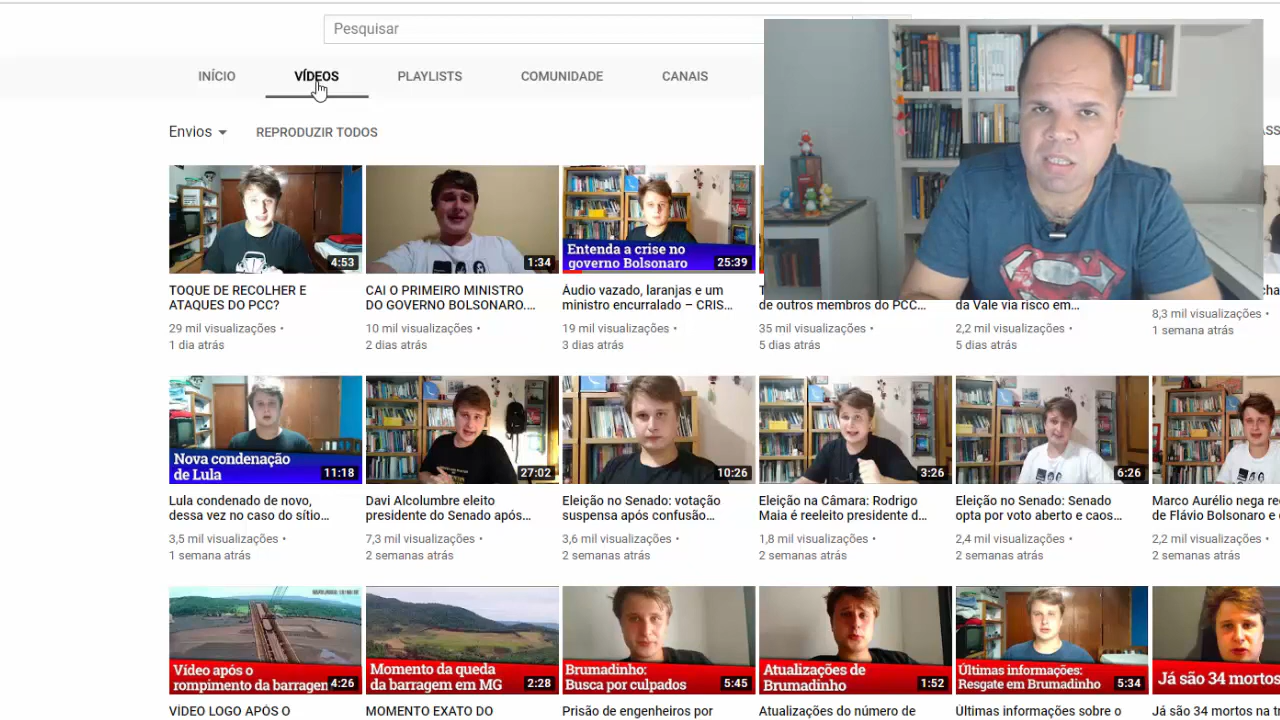 Pesquisar
INÍCIO
VÍDEOS
PLAYLISTS
COMUNIDADE
CANAIS
Envios
REPRODUZIR TODOS
4:53
1:34
Entenda a crise no
governo Bolsonaro
25:39
TOQUE DE RECOLHER E
ATAQUES DO PCC?
29 mil visualizações •
1 dia atrás
CAI O PRIMEIRO MINISTRO
DO GOVERNO BOLSONARO....
10 mil visualizações •
2 dias atrás
Áudio vazado, laranjas e um
ministro encurralado – CRIS...
19 mil visualizações •
3 dias atrás
de outros membros do PCC...
35 mil visualizações •
5 dias atrás
da Vale via risco em...
2,2 mil visualizações •
5 dias atrás
8,3 mil visualizações •
1 semana atrás
Nova condenação
de Lula
11:18
27:02
10:26
3:26
6:26
Lula condenado de novo,
dessa vez no caso do sítio...
3,5 mil visualizações •
1 semana atrás
Davi Alcolumbre eleito
presidente do Senado após...
7,3 mil visualizações •
2 semanas atrás
Eleição no Senado: votação
suspensa após confusão...
3,6 mil visualizações •
2 semanas atrás
Eleição na Câmara: Rodrigo
Maia é reeleito presidente d...
1,8 mil visualizações •
2 semanas atrás
Eleição no Senado: Senado
opta por voto aberto e caos...
2,4 mil visualizações •
2 semanas atrás
Marco Aurélio nega re
de Flávio Bolsonaro e
2,2 mil visualizações •
2 semanas atrás
Vídeo após o
rompimento da barragem
4:26
Momento da queda
da barragem em MG
2:28
Brumadinho:
Busca por culpados
5:45
Atualizações de
Brumadinho
1:52
Últimas informações:
Resgate em Brumadinho
5:34
Já são 34 mortos
VÍDEO LOGO APÓS O
MOMENTO EXATO DO
Prisão de engenheiros por
Atualizações do número de
Últimas informações sobre o
Já são 34 mortos na t